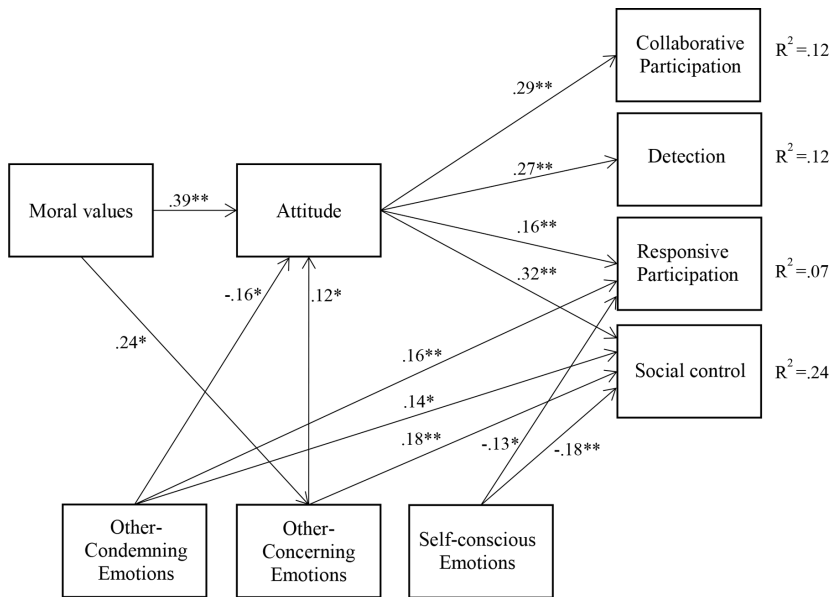 Collaborative
Participation
R² =.12
.29**
Detection
R² =.12
.27**
Moral values
.39**
Attitude
.16**
Responsive
Participation
R² =.07
.32**
-.16*
.12*
.24*
.16**
Social control
R² =.24
.14*
.18**
-.13*
-.18**
Other-
Condemning
Emotions
Other-
Concerning
Emotions
Self-conscious
Emotions